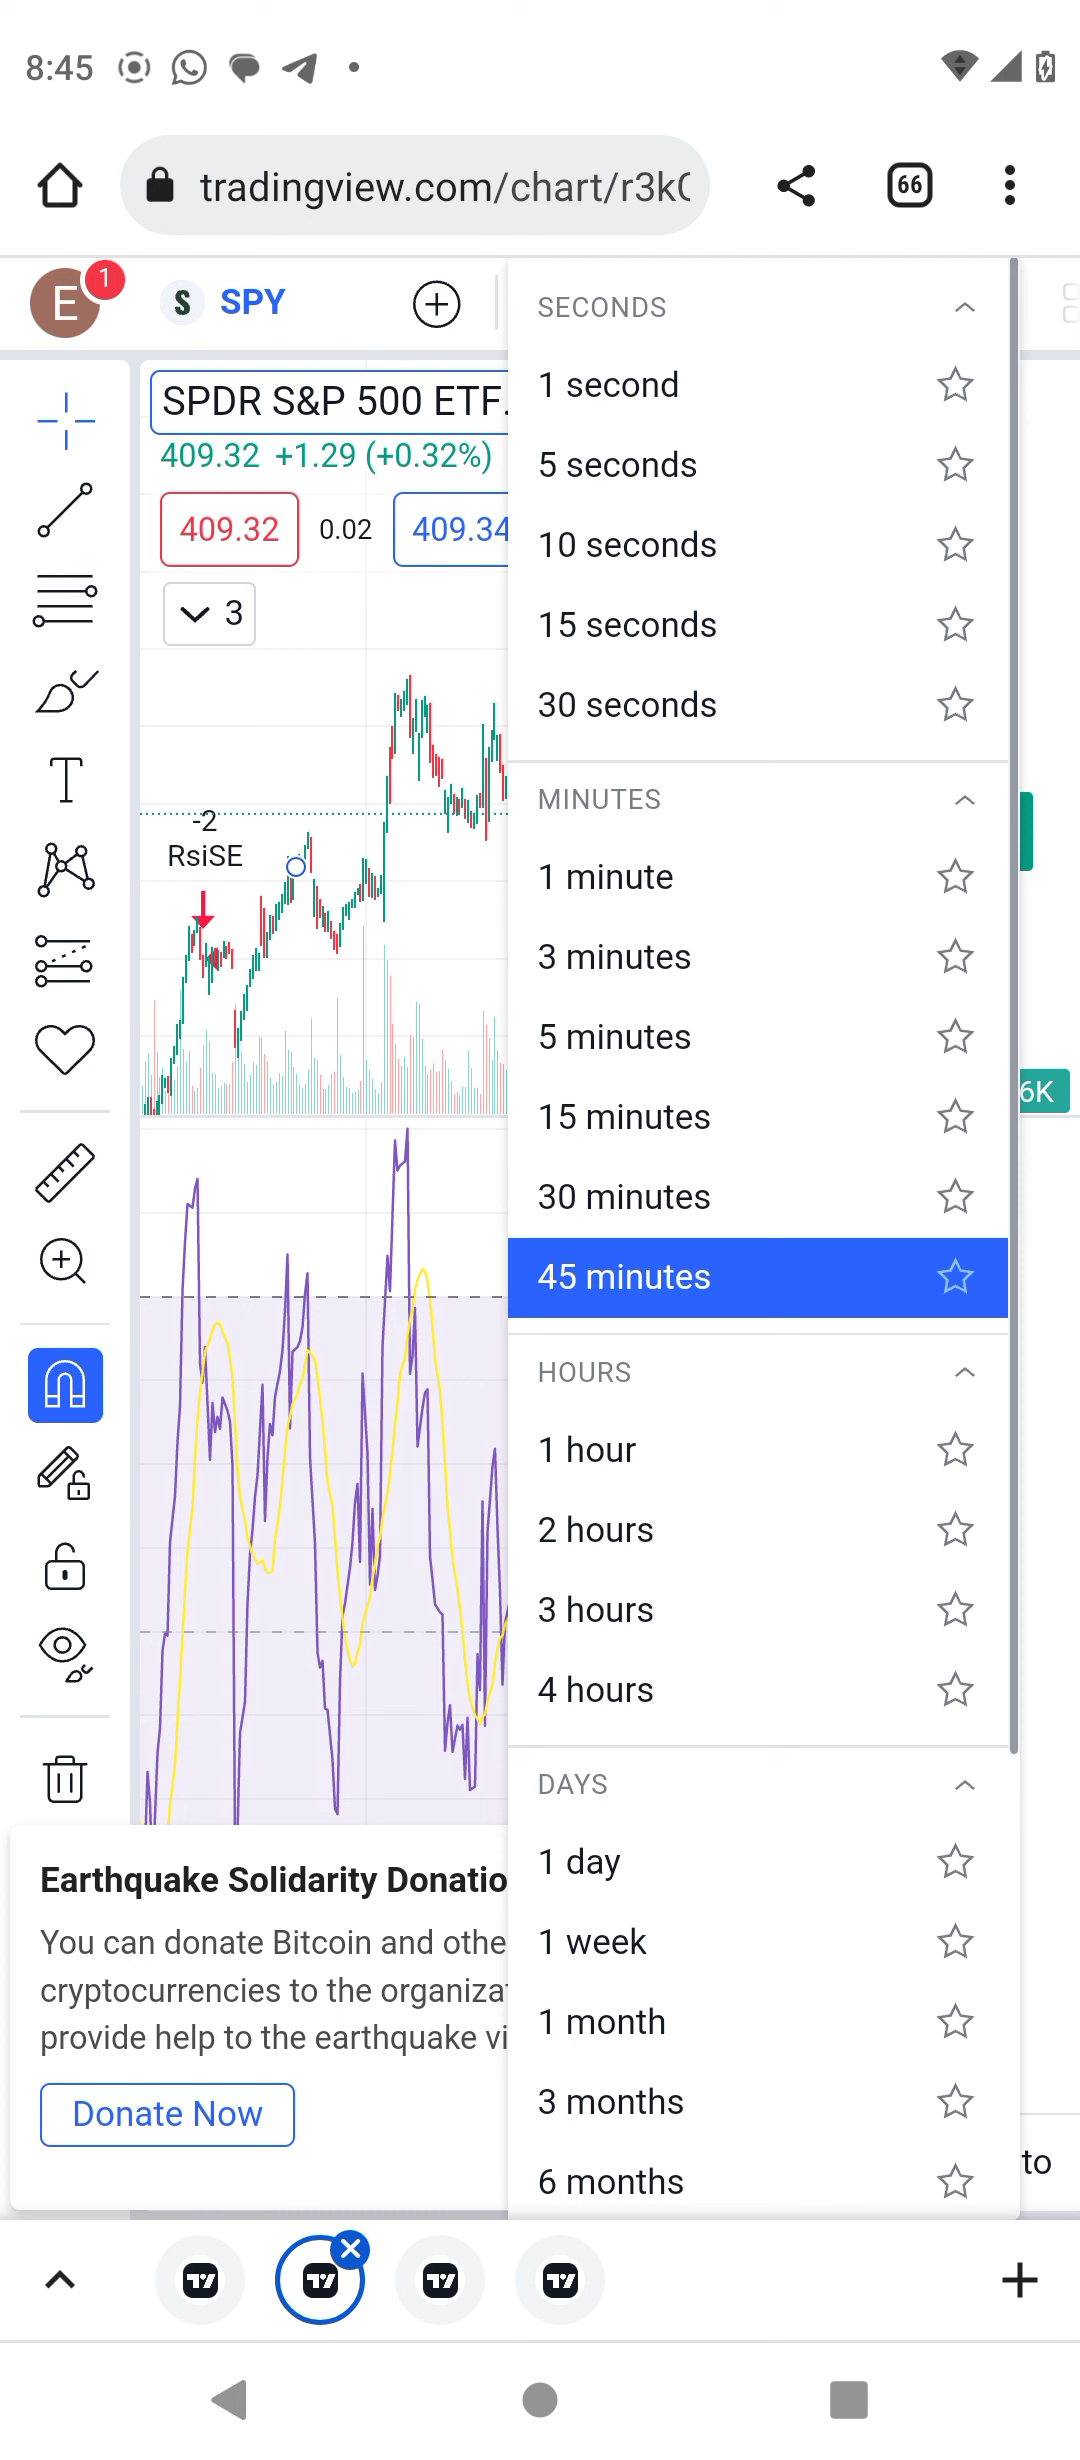 8:45
tradingview.com/chart/r3k
66
E
1
S
SPY
SPDR S&P 500 ETF.
409.32 +1.29 (+0.32%)
409.32
0.02
409.34
3
-2
RsiSE
SECONDS
1 second
5 seconds
10 seconds
15 seconds
30 seconds
MINUTES
1 minute
3 minutes
5 minutes
15 minutes
30 minutes
45 minutes
HOURS
1 hour
2 hours
3 hours
4 hours
DAYS
1 day
1 week
1 month
3 months
6 months
6K
to
Earthquake Solidarity Donatio
You can donate Bitcoin and othe
cryptocurrencies to the organiza
provide help to the earthquake vi
Donate Now